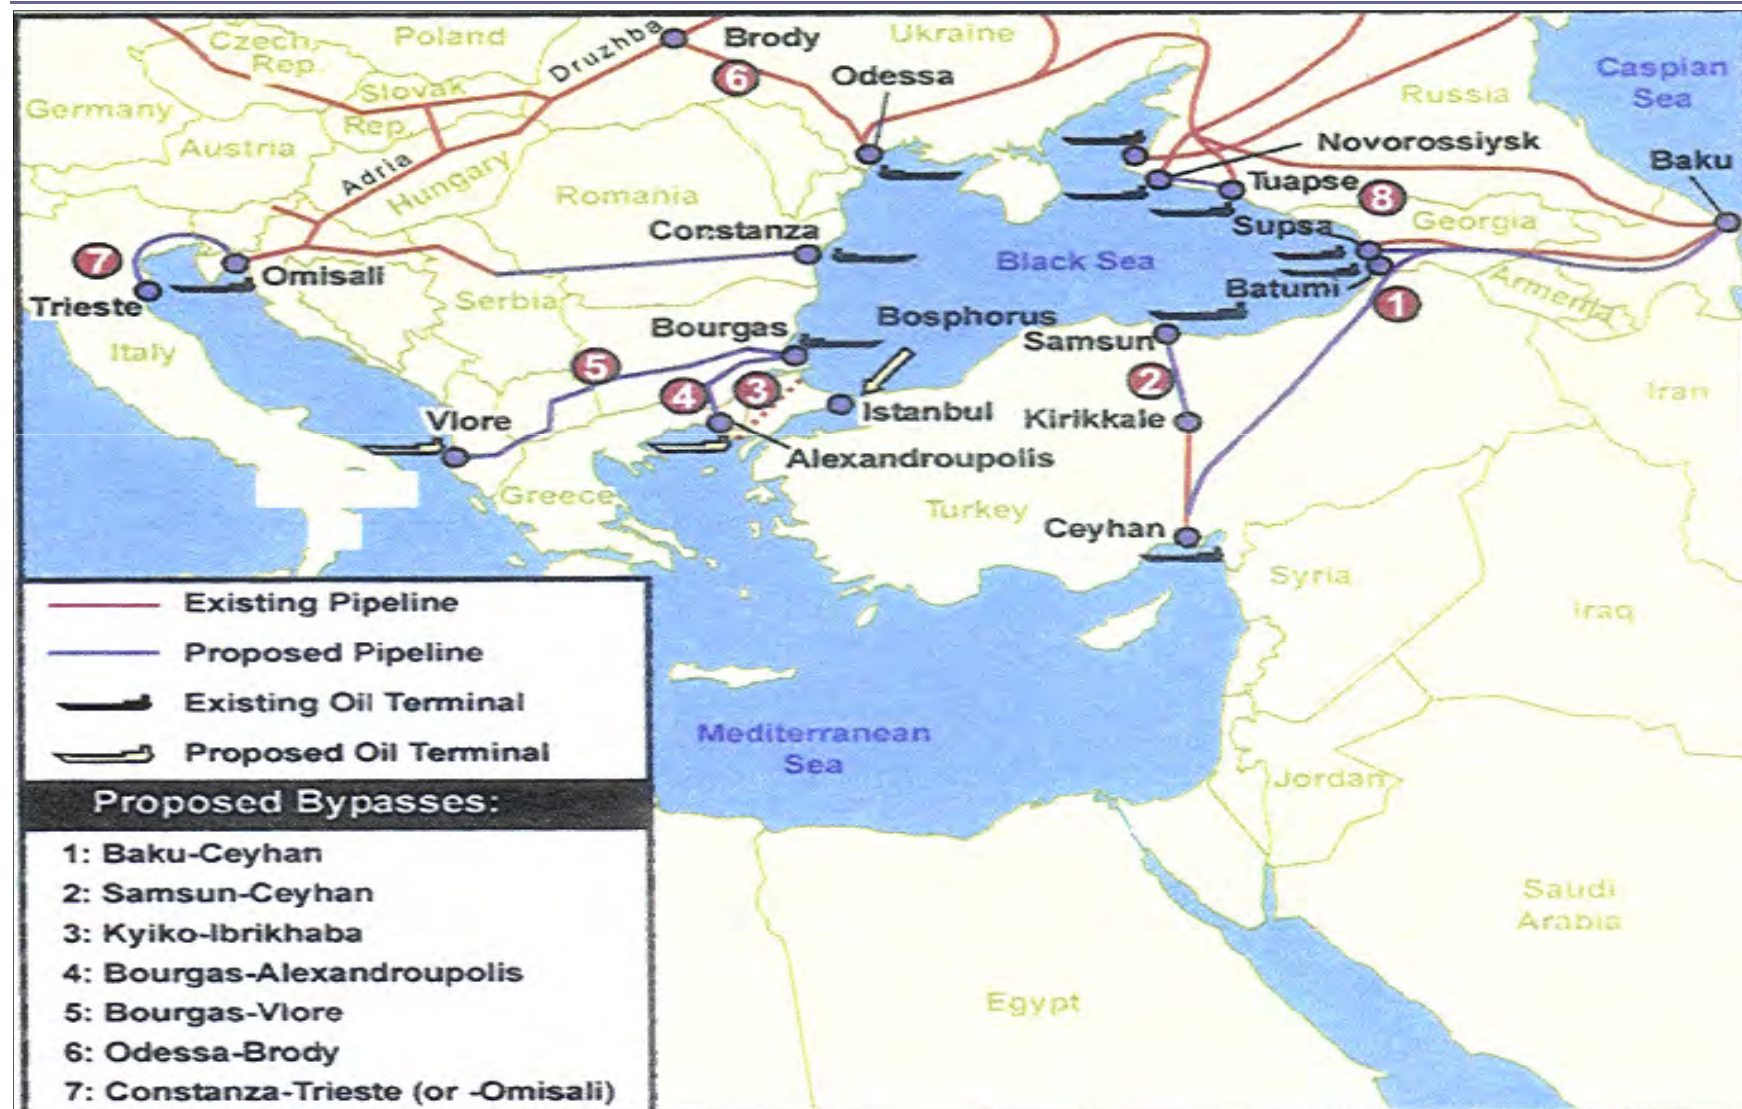 Czech
Rep.
Poland
Druzhba
Brody
Ukraine
6
Odessa
Caspian
Sea
Germany
Slovak
Rep.
Russia
Austria
Adria
Hungary
Novorossiysk
Baku
Romania
Tuapse
8
Constanza
Supsa
Georgia
7
Omisali
Black Sea
Batumi
Armenia
Trieste
Serbia
1
Bourgas
Bosphorus
Samsun
Italy
5
4
3
2
Iran
Vlore
Istanbul
Kirikkale
Alexandroupolis
Greece
Turkey
Ceyhan
Syria
Iraq
Existing Pipeline
Proposed Pipeline
Existing Oil Terminal
Proposed Oil Terminal
Mediterranean
Sea
Jordan
Proposed Bypasses:
1: Baku-Ceyhan
2: Samsun-Ceyhan
3: Kyiko-Ibrikhaba
4: Bourgas-Alexandroupolis
5: Bourgas-Vlore
6: Odessa-Brody
7: Constanza-Trieste (or -Omisali)
Saudi
Arabia
Egypt